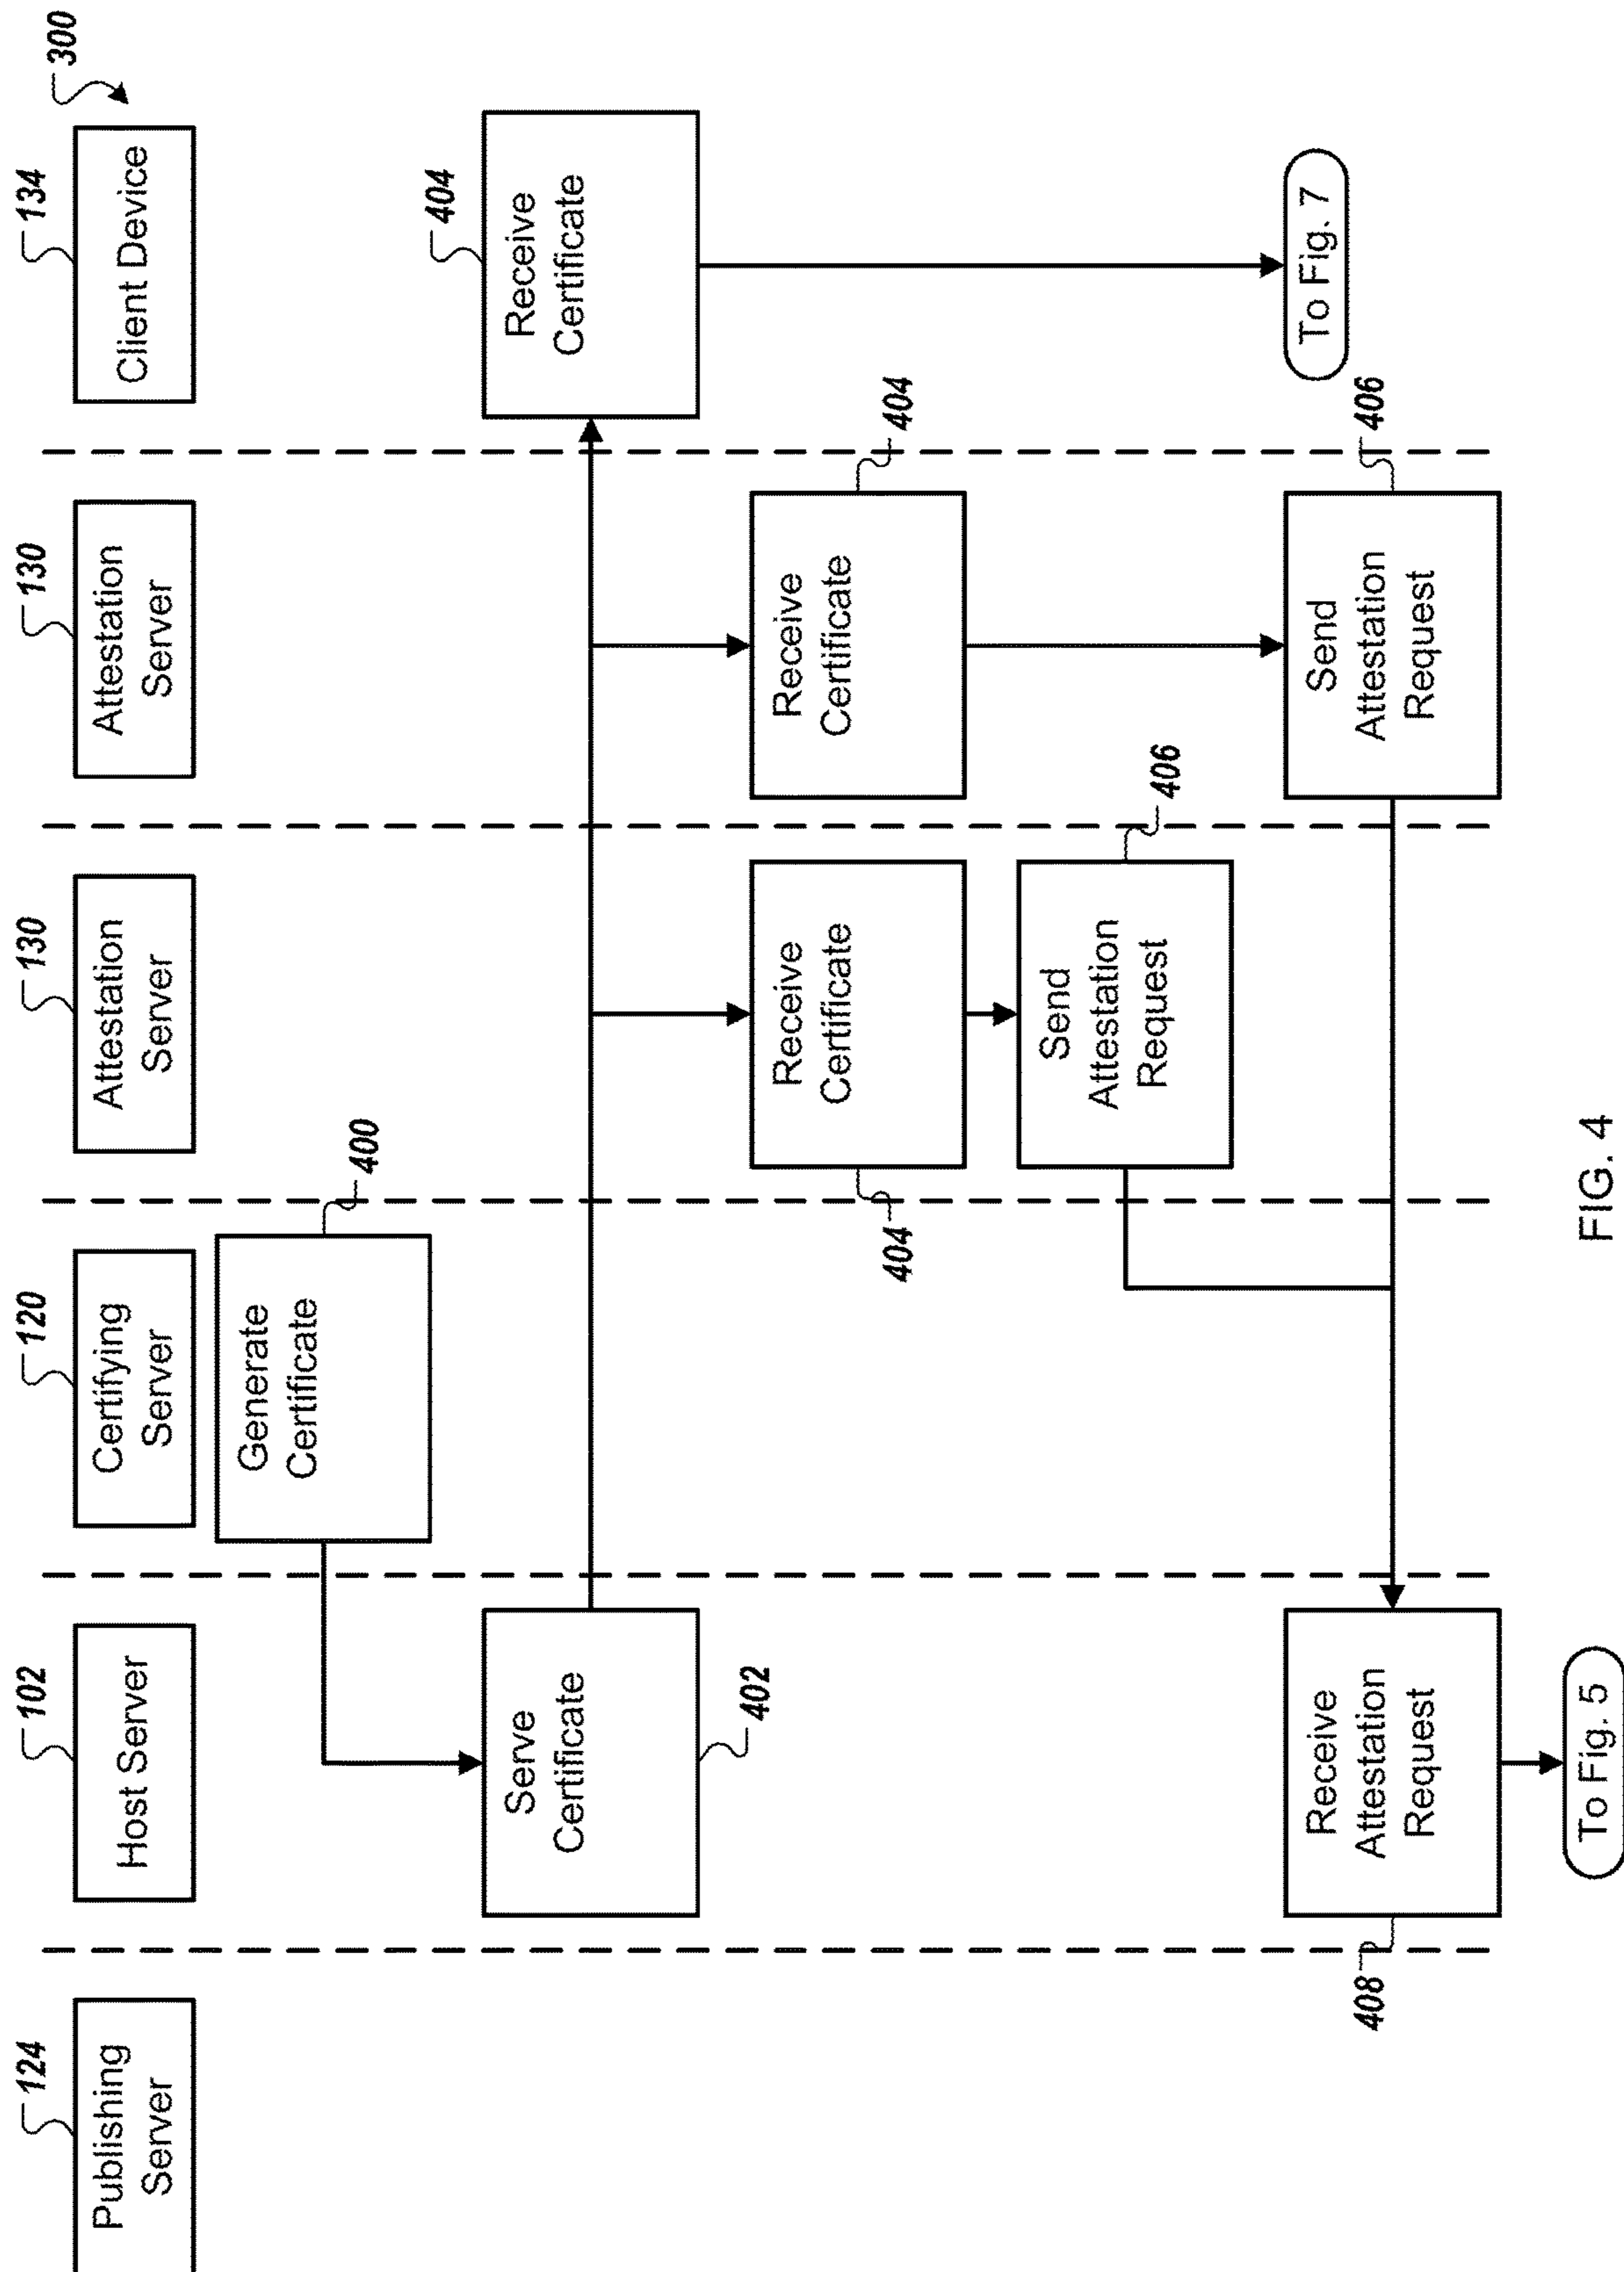 300
124
102
120
130
130
134
Publishing
Server
Host Server
Certifying
Server
Attestation
Server
Attestation
Server
Client Device
Generate
Certificate
400
Serve
Certificate
402
404
Receive
Certificate
Receive
Certificate
404
Receive
Certificate
404
Send
Attestation
Request
406
408
Receive
Attestation
Request
Send
Attestation
Request
406
To Fig. 7
To Fig. 5
FIG. 4